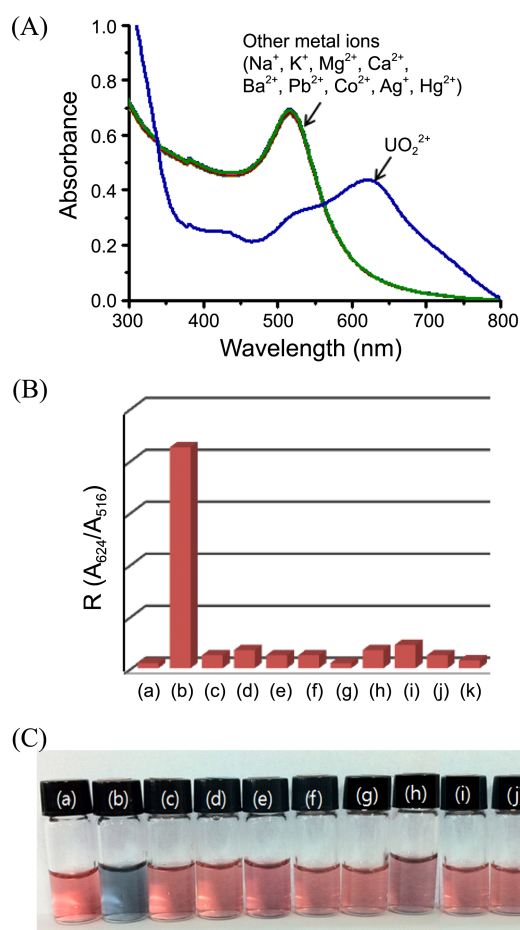 (A)
Other metal ions
(Na⁺, K⁺, Mg²⁺, Ca²⁺,
Ba²⁺, Pb²⁺, Co²⁺, Ag⁺, Hg²⁺)
UO₂²⁺
1.0
0.8
0.6
0.4
0.2
0.0
Absorbance
300 400 500 600 700 800
Wavelength (nm)
(B)
R (A₆₂₄/A₅₁₆)
(a) (b) (c) (d) (e) (f) (g) (h) (i) (j) (k)
(C)
(a) (b) (c) (d) (e) (f) (g) (h) (i) (j